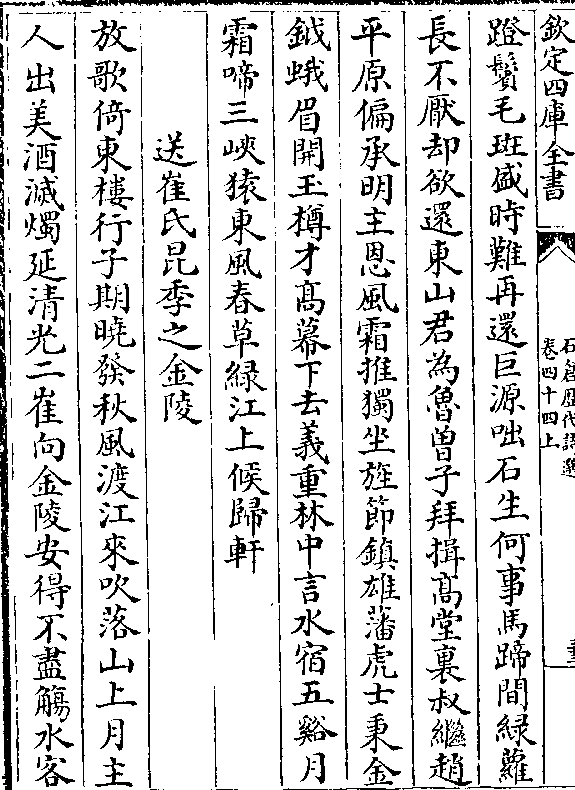 欽定四庫全書
石倉歴代詩選
卷四十四上
蹬鬢毛斑盛時難再還巨源咄石生何事馬蹄間緑蘿
長不厭却欲還東山君為魯曽子拜揖髙堂裏叔繼趙
平原偏承明主恩風霜推獨坐旌節鎮雄藩虎士秉金
鉞蛾眉開玉樽才髙幕下去義重林中言水宿五谿月
霜啼三峽猿東風春草緑江上候歸軒
送崔氏昆季之金陵
放歌倚東樓行子期曉發秋風渡江來吹落山上月主
人出美酒滅燭延清光二崔向金陵安得不盡觴水客